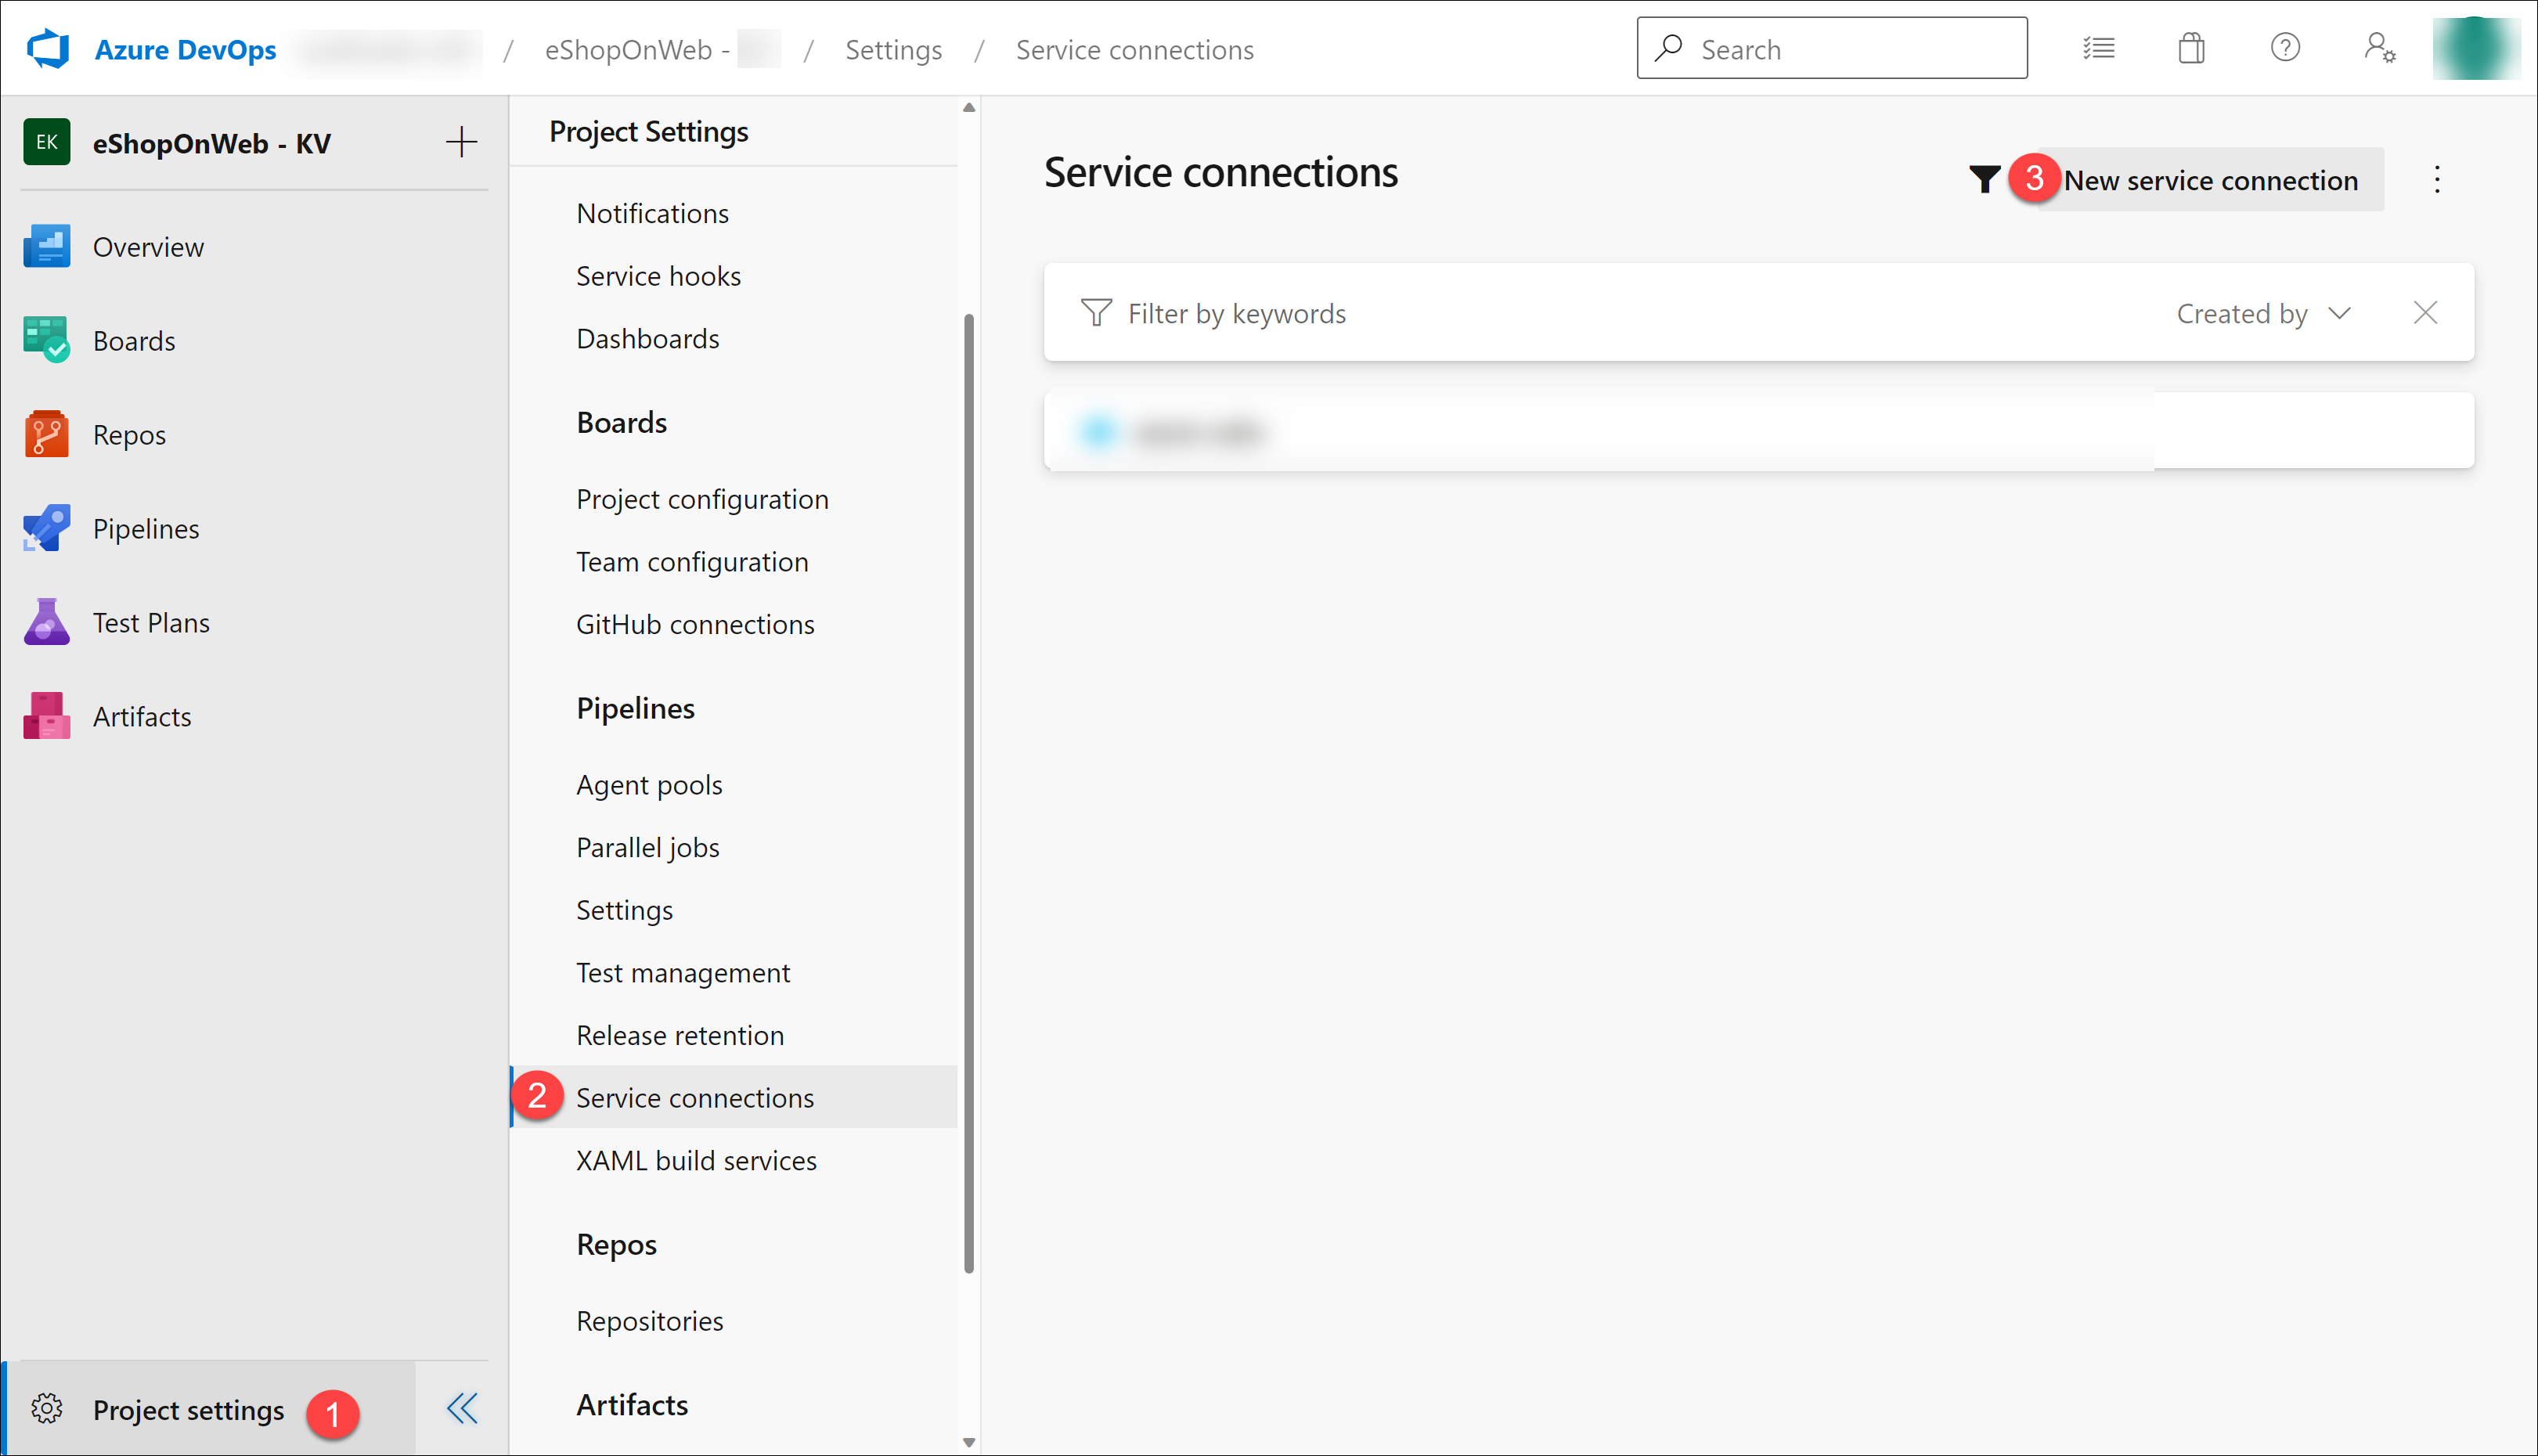 Azure DevOps / eShopOnWeb - / Settings / Service connections
Search
EK eShopOnWeb - KV
Overview
Boards
Repos
Pipelines
Test Plans
Artifacts
Project settings 1
Project Settings
Notifications
Service hooks
Dashboards
Boards
Project configuration
Team configuration
GitHub connections
Pipelines
Agent pools
Parallel jobs
Settings
Test management
Release retention
2 Service connections
XAML build services
Repos
Repositories
Artifacts
Service connections
3 New service connection
Filter by keywords
Created by